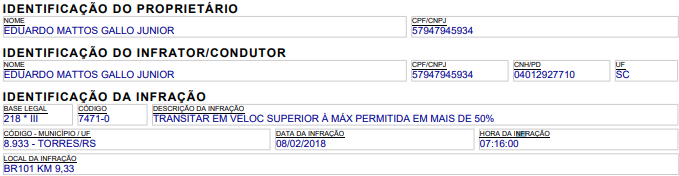 IDENTIFICAÇÃO DO PROPRIETÁRIO
NOME CPF/CNPJ
EDUARDO MATTOS GALLO JUNIOR 57947945934
IDENTIFICAÇÃO DO INFRATOR/CONDUTOR
NOME CPF/CNPJ CNH/PD UF
EDUARDO MATTOS GALLO JUNIOR 57947945934 04012927710 SC
IDENTIFICAÇÃO DA INFRAÇÃO
BASE LEGAL CÓDIGO DESCRIÇÃO DA INFRAÇÃO
218 * III 7471-0 TRANSITAR EM VELOC SUPERIOR À MÁX PERMITIDA EM MAIS DE 50%
CÓDIGO - MUNICÍPIO / UF DATA DA INFRAÇÃO HORA DA INFRAÇÃO
8.933 - TORRES/RS 08/02/2018 07:16:00
LOCAL DA INFRAÇÃO
BR101 KM 9,33